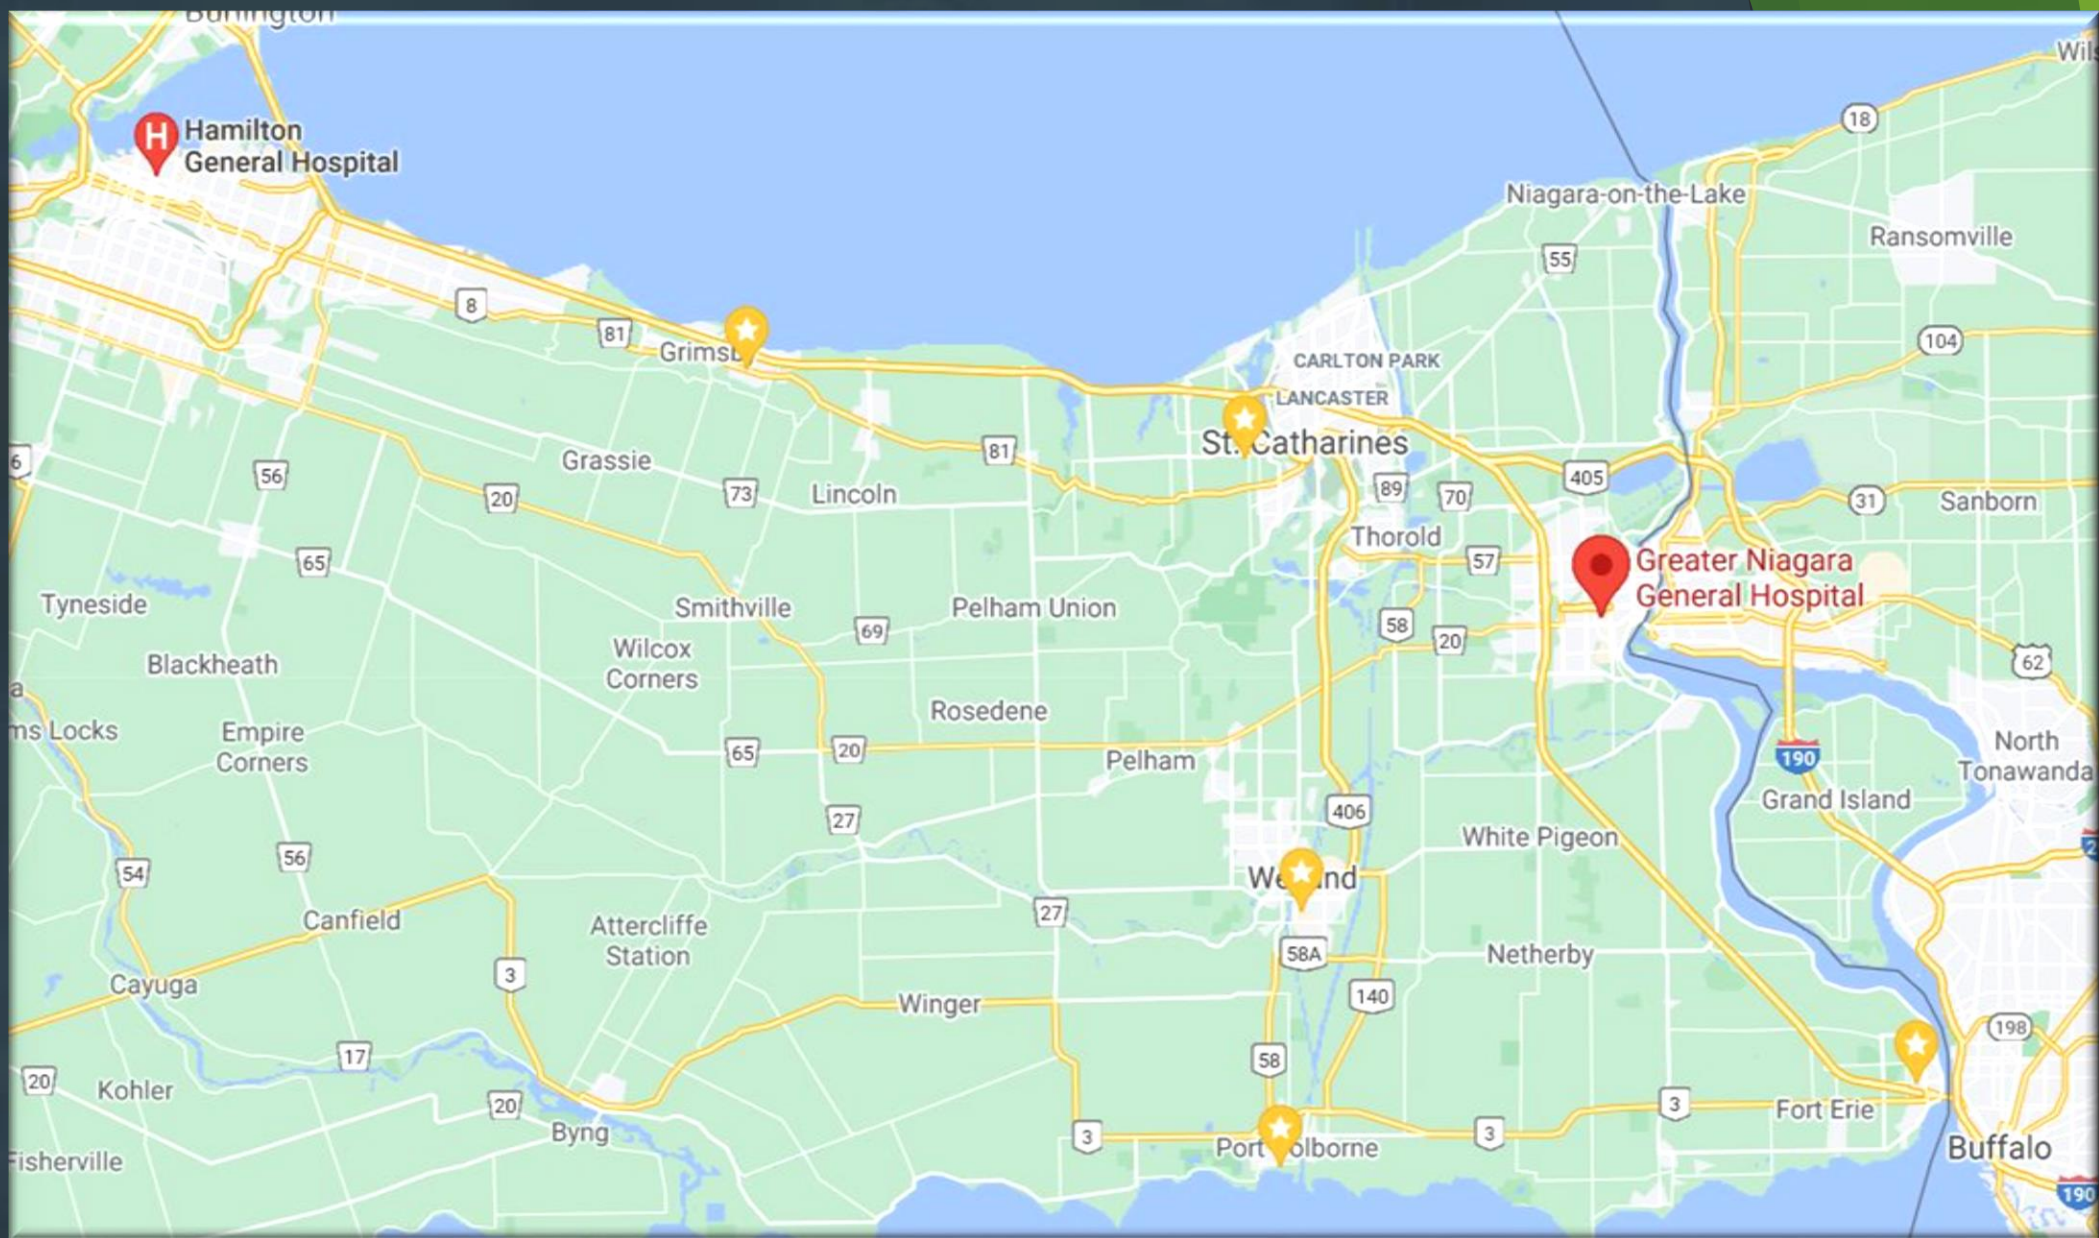 Burlington
H
Hamilton
General Hospital
Niagara-on-the-Lake
18
Ransomville
55
8
81
104
CARLTON PARK
LANCASTER
St. Catharines
Grassie
73
Lincoln
81
56
20
89
70
405
31
Sanborn
Thorold
57
Greater Niagara
General Hospital
65
Tyneside
Smithville
Pelham Union
69
58
20
Wilcox
Corners
Blackheath
62
Rosedene
Empire
Corners
65
20
Pelham
190
North
Tonawanda
Grand Island
27
406
White Pigeon
54
56
Canfield
Attercliffe
Station
27
58A
Netherby
3
140
Cayuga
Winger
198
17
58
20
Kohler
20
Byng
3
3
3
Fort Erie
Buffalo
190